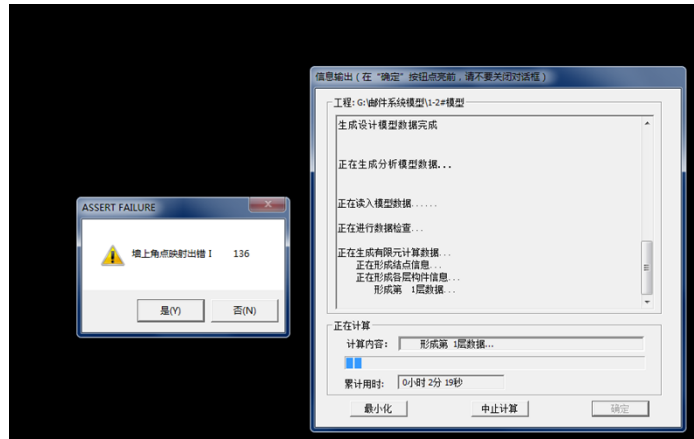 信息输出(在 "确定" 按钮点亮前,请不要关闭对话框)
工程: G:\邮件系统模型\1-2#模型
生成设计模型数据完成
正在生成分析模型数据...
正在读入模型数据......
正在进行数据检查...
正在生成有限元计算数据...
正在形成结点信息...
正在形成各层构件信息...
形成第 1层数据...
ASSERT FAILURE
墙上角点映射出错 I 136
是(Y) 否(N)
正在计算
计算内容: 形成第 1层数据...
累计用时: 0小时 2分 19秒
最小化 中止计算 确定